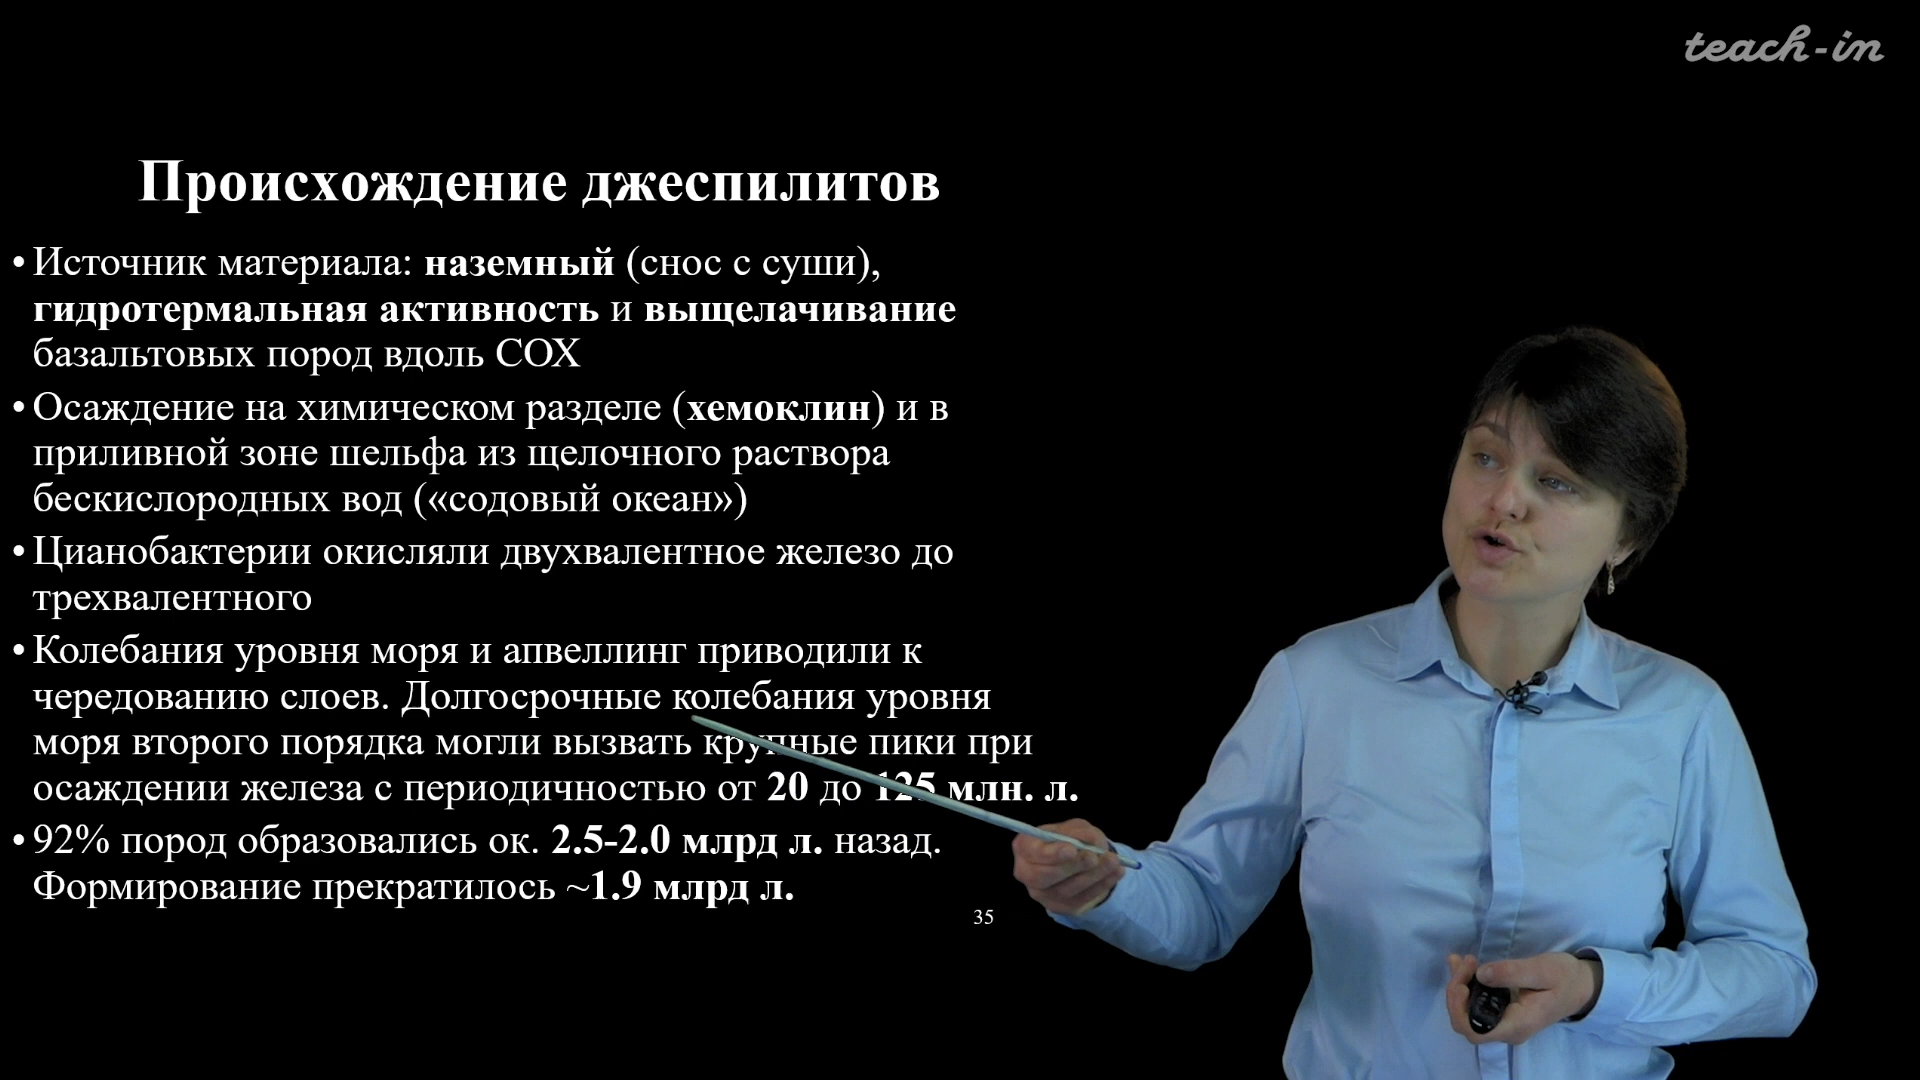 teach-in
Происхождение джеспилитов
• Источник материала: наземный (снос с суши),
гидротермальная активность и выщелачивание
базальтовых пород вдоль СОХ
• Осаждение на химическом разделе (хемоклин) и в
приливной зоне шельфа из щелочного раствора
бескислородных вод («содовый океан»)
• Цианобактерии окисляли двухвалентное железо до
трехвалентного
• Колебания уровня моря и апвеллинг приводили к
чередованию слоев. Долгосрочные колебания уровня
моря второго порядка могли вызвать крупные пики при
осаждении железа с периодичностью от 20 до 125 млн. л.
• 92% пород образовались ок. 2.5-2.0 млрд л. назад.
Формирование прекратилось ~1.9 млрд л.
35